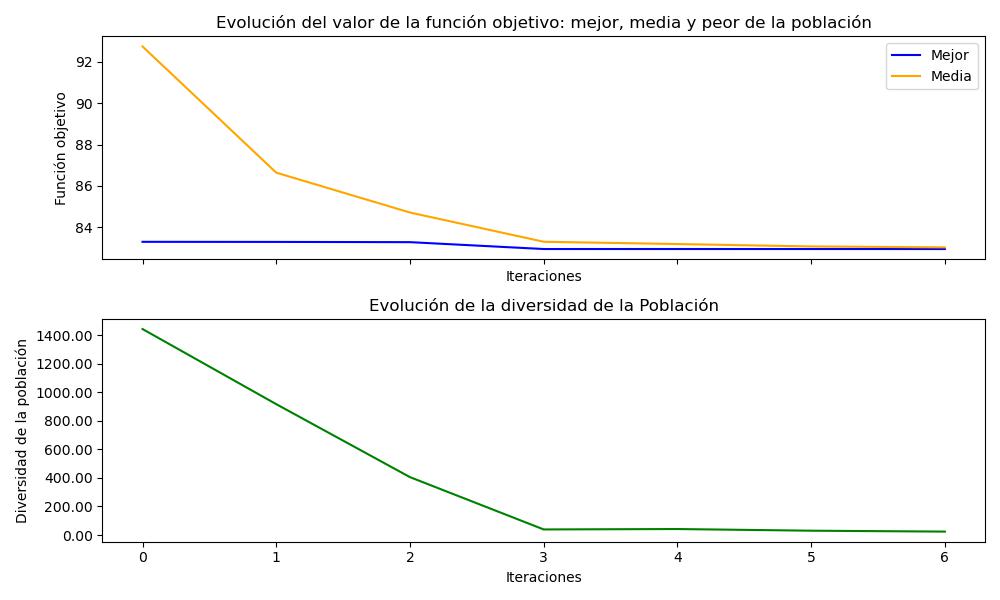 Evolución del valor de la función objetivo: mejor, media y peor de la población
Mejor
Media
92
90
88
86
84
Función objetivo
Iteraciones
Evolución de la diversidad de la Población
1400.00
1200.00
1000.00
800.00
600.00
400.00
200.00
0.00
Diversidad de la población
0 1 2 3 4 5 6
Iteraciones